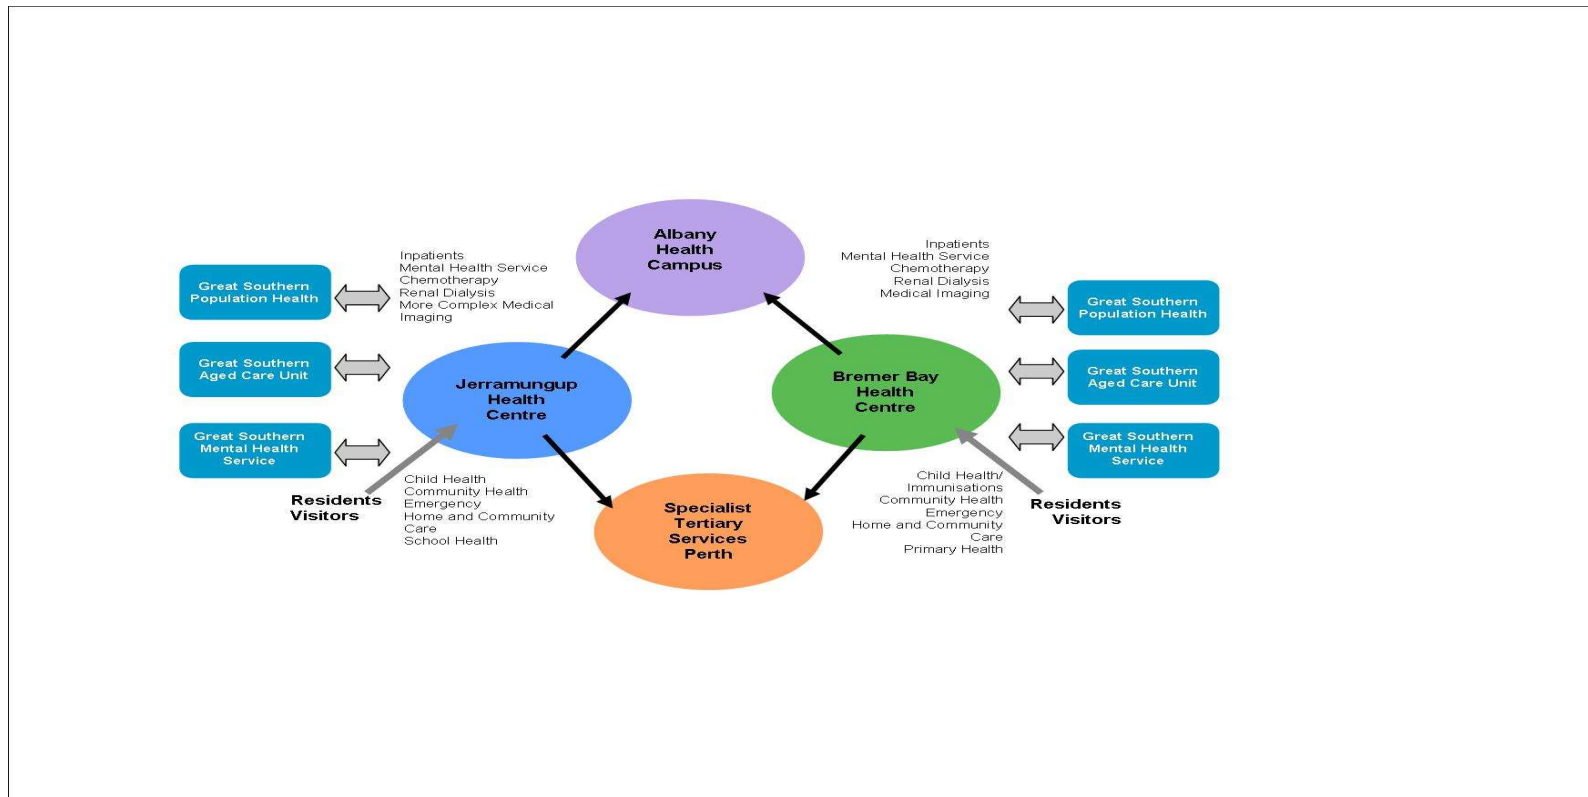 Albany
Health
Campus
Inpatients
Mental Health Service
Chemotherapy
Renal Dialysis
More Complex Medical
Imaging
Inpatients
Mental Health Service
Chemotherapy
Renal Dialysis
Medical Imaging
Great Southern
Population Health
Great Southern
Aged Care Unit
Great Southern
Mental Health
Service
Jerramungup
Health
Centre
Bremer Bay
Health
Centre
Great Southern
Population Health
Great Southern
Aged Care Unit
Great Southern
Mental Health
Service
Residents
Visitors
Child Health
Community Health
Emergency
Home and Community
Care
School Health
Specialist
Tertiary
Services
Perth
Child Health/
Immunisations
Community Health
Emergency
Home and Community
Care
Primary Health
Residents
Visitors